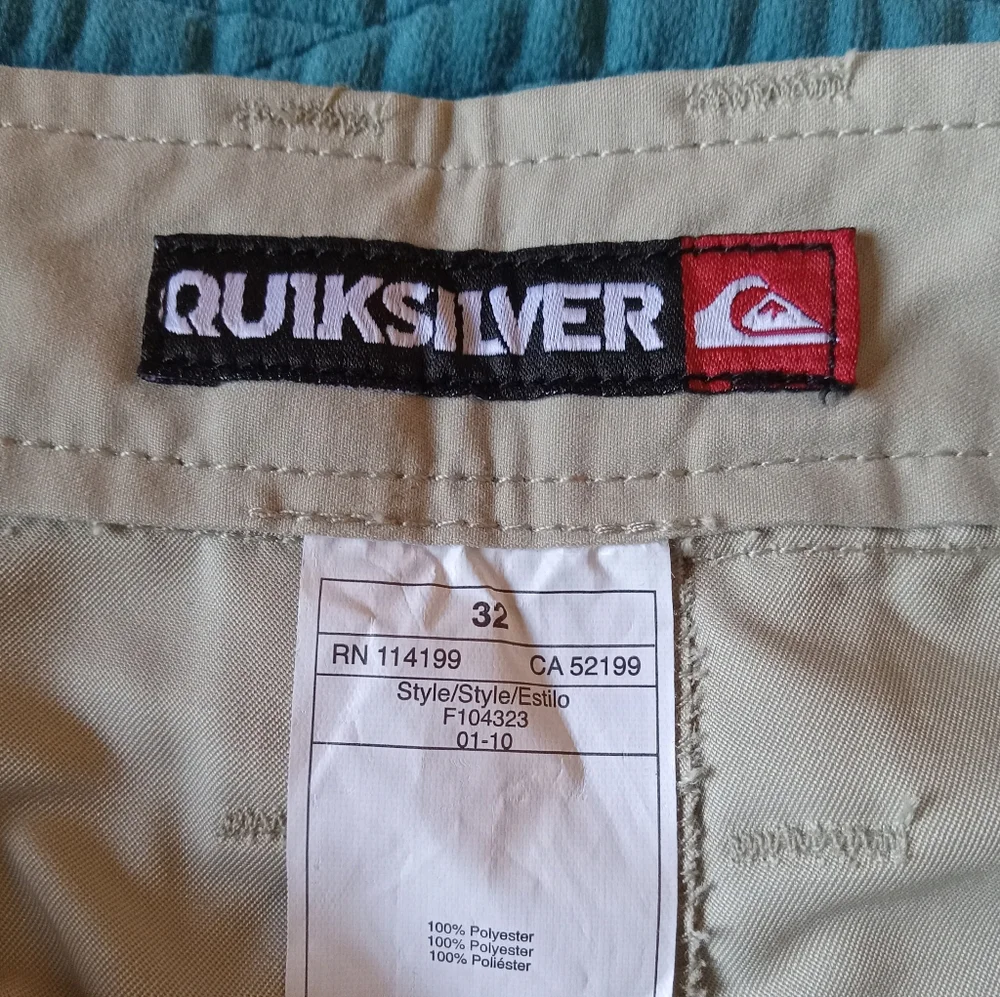 QUIKSILVER
32
RN 114199 CA 52199
Style/Style/Estilo
F104323
01-10
100% Polyester
100% Polyester
100% Poliéster